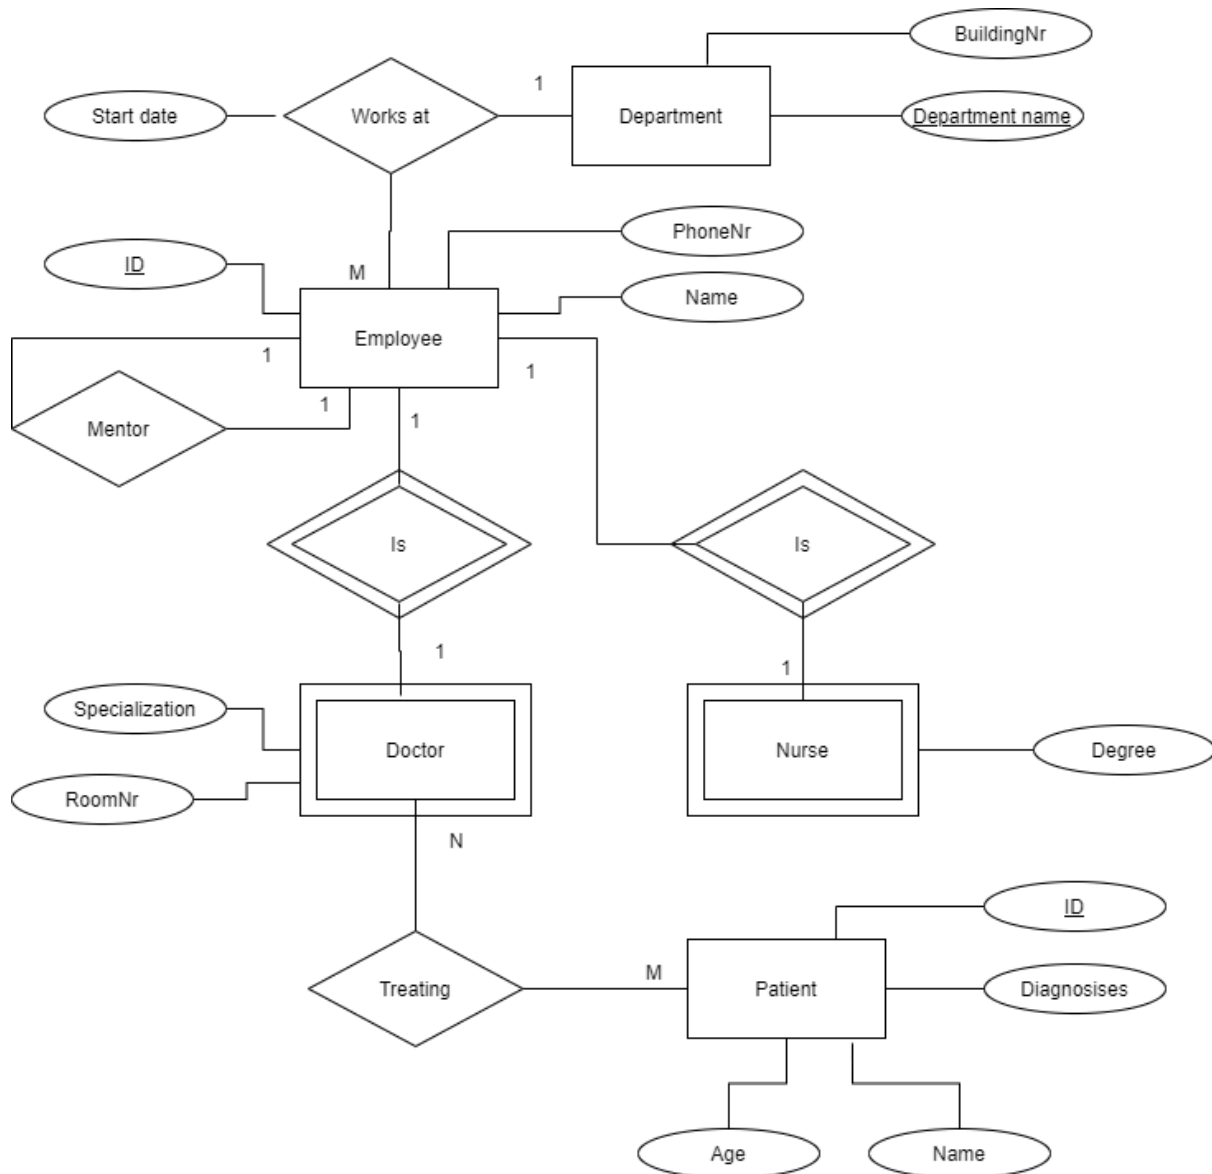 BuildingNr
1
Start date
Works at
Department
Department name
PhoneNr
ID
M
Name
Employee
1
1
1
1
Mentor
Is
Is
1
1
Specialization
Doctor
Nurse
Degree
RoomNr
N
ID
M
Treating
Patient
Diagnosises
Age
Name